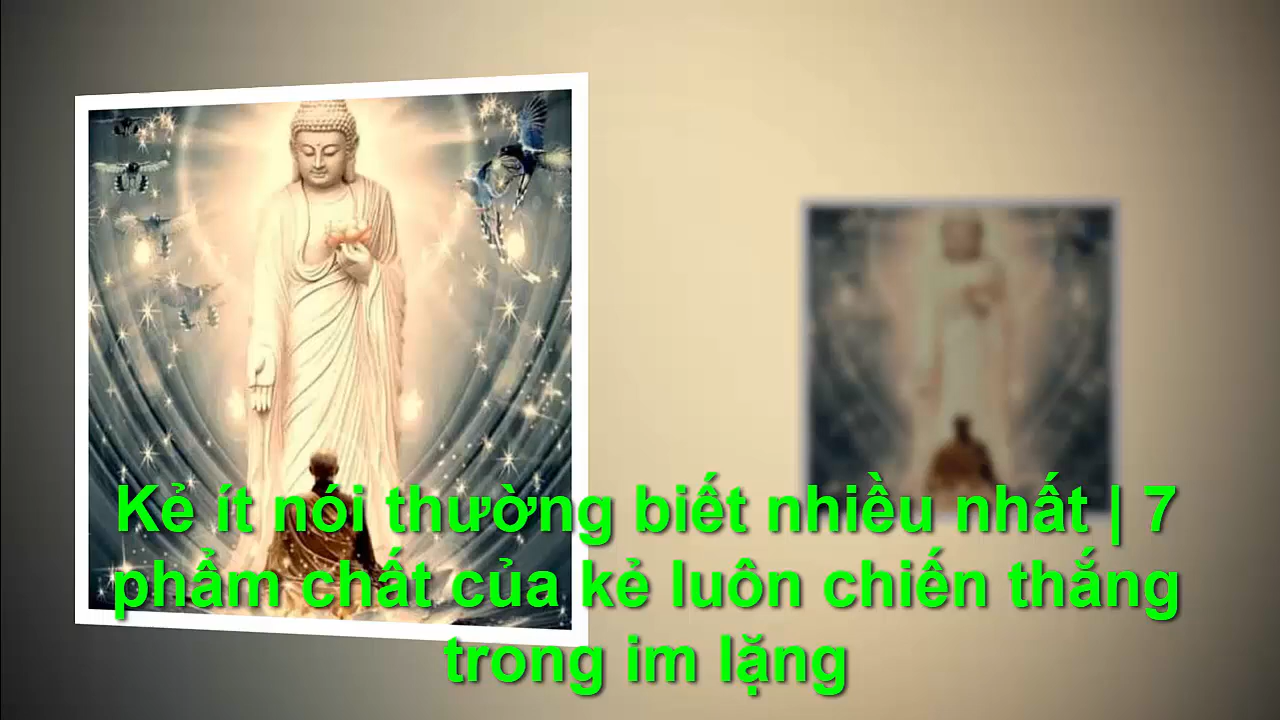 Kẻ ít nói thường biết nhiều nhất | 7
phẩm chất của kẻ luôn chiến thắng
trong im lặng